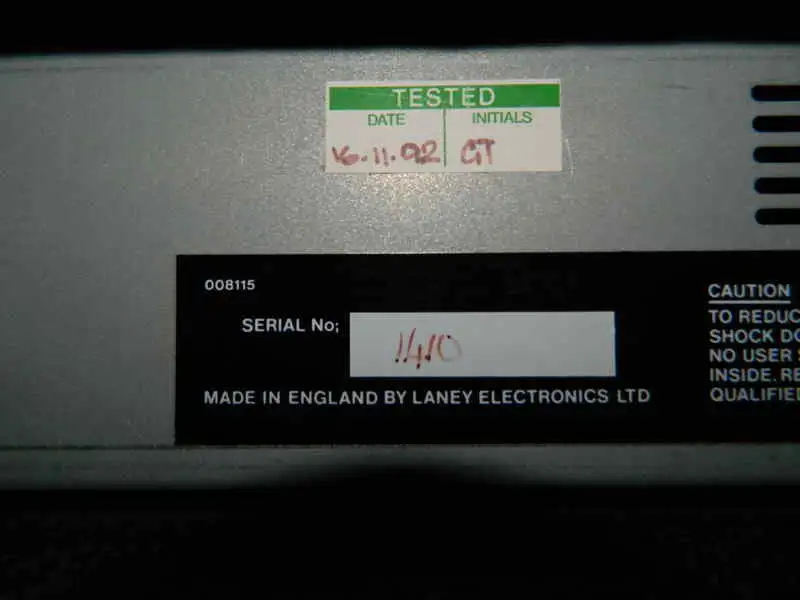 TESTED
DATE INITIALS
16.11.92 GT
008115
SERIAL No; 1410
MADE IN ENGLAND BY LANEY ELECTRONICS LTD
CAUTION
TO REDUC
SHOCK DO
NO USER S
INSIDE. RE
QUALIFIED